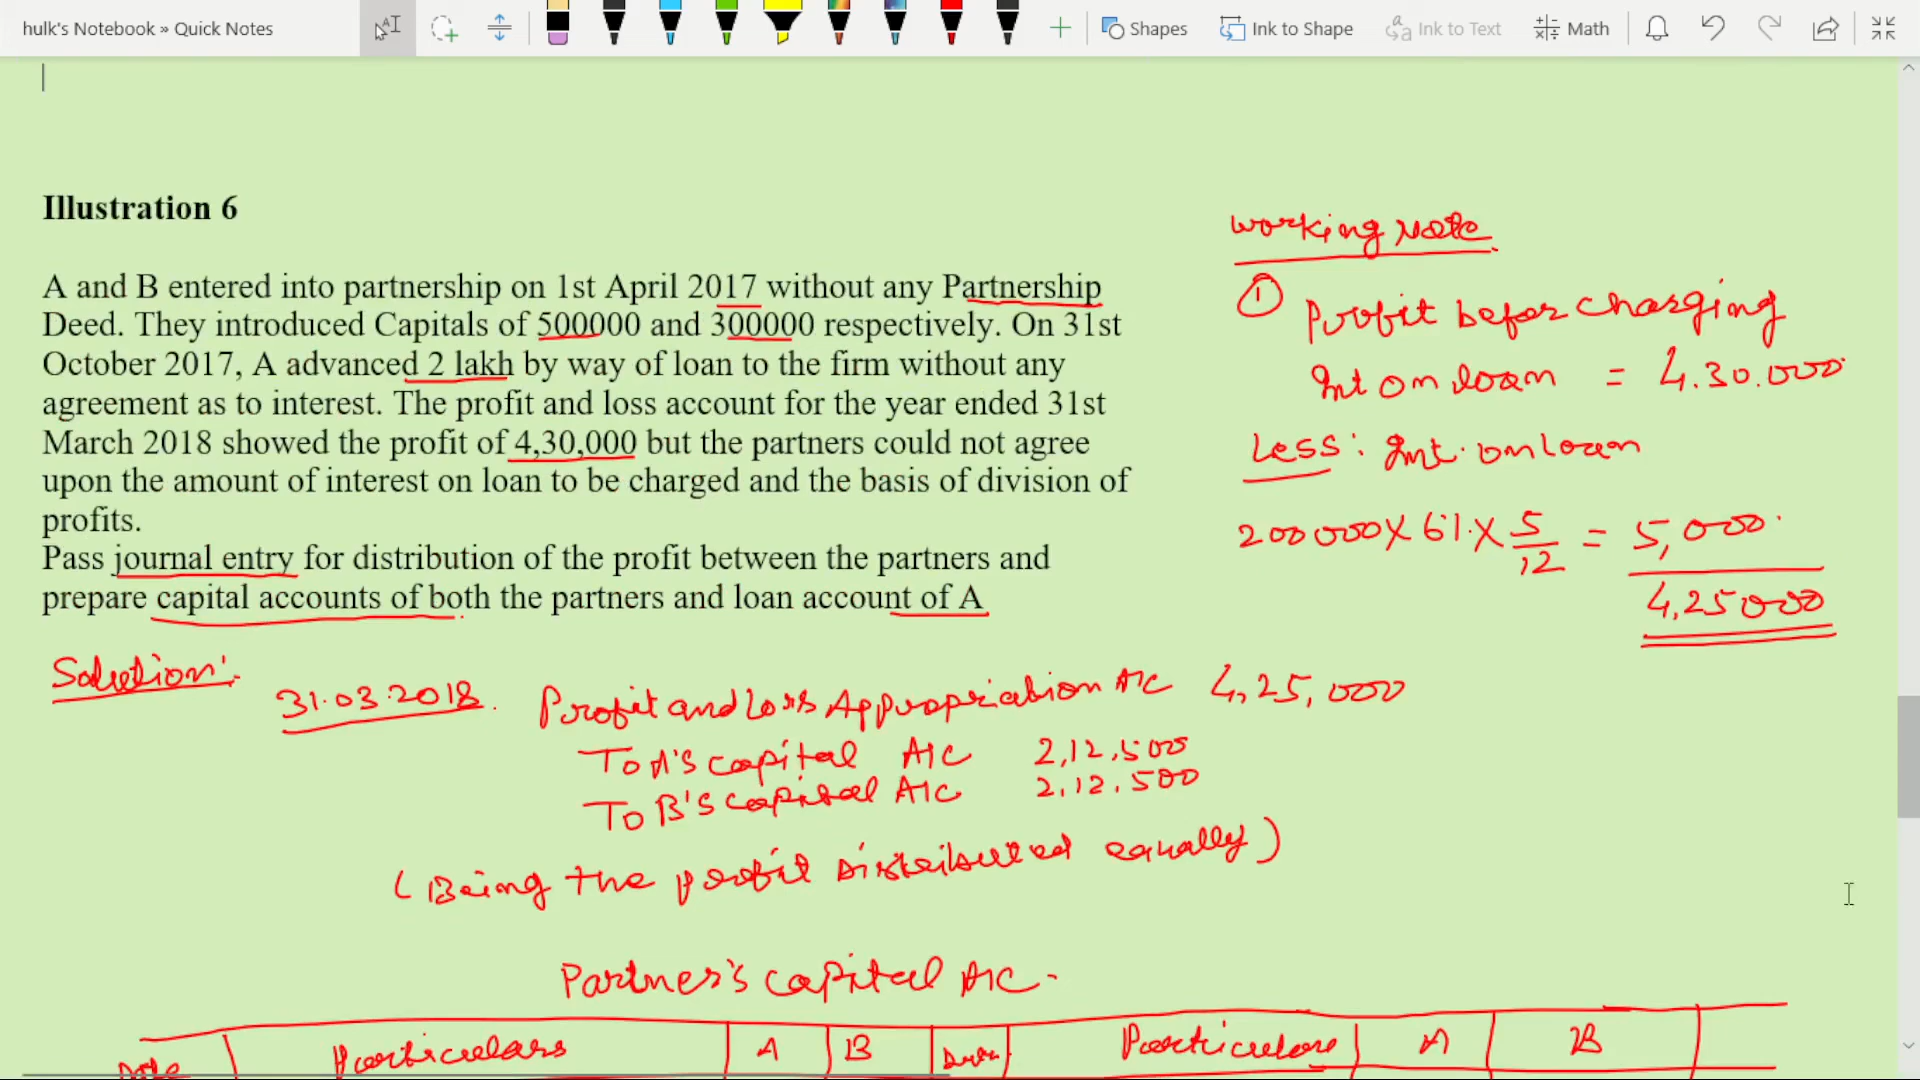 hulk's Notebook » Quick Notes
Shapes
Ink to Shape
Ink to Text
Math
Illustration 6
A and B entered into partnership on 1st April 2017 without any Partnership
Deed. They introduced Capitals of 500000 and 300000 respectively. On 31st
October 2017, A advanced 2 lakh by way of loan to the firm without any
agreement as to interest. The profit and loss account for the year ended 31st
March 2018 showed the profit of 4,30,000 but the partners could not agree
upon the amount of interest on loan to be charged and the basis of division of
profits.
Pass journal entry for distribution of the profit between the partners and
prepare capital accounts of both the partners and loan account of A
working Note
① Profit befor charging
Int on loan = 4.30.000
Less: Int. on loan
200000 X 6% X 5/12 = 5,000
4,25000
Solution:
31.03.2018. Profit and Loss Appropriation A/C 4,25,000
To A's capital A/C 2,12,500
To B's capital A/C 2,12,500
(Being the profit Distributed equally)
Partner's capital A/C.
Date Particulars A B Date Particulars A B